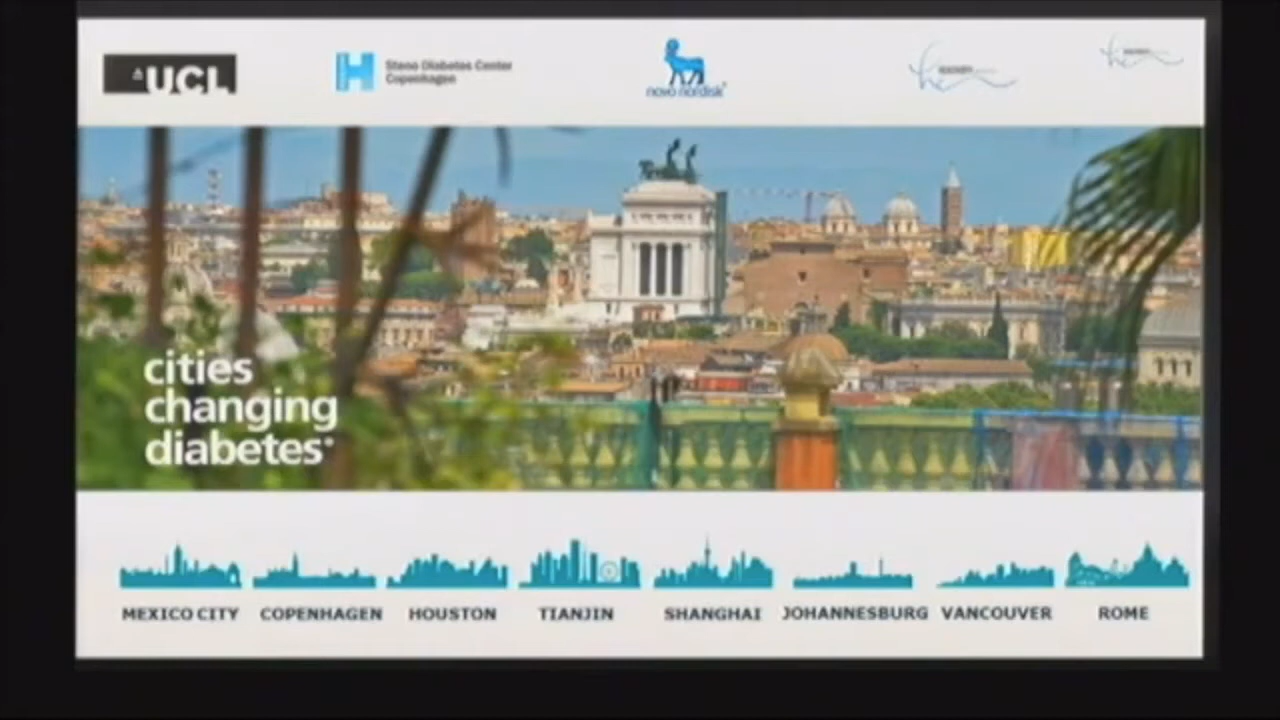 UCL
Steno Diabetes Center
Copenhagen
novo nordisk®
cities
changing
diabetes®
MEXICO CITY
COPENHAGEN
HOUSTON
TIANJIN
SHANGHAI
JOHANNESBURG
VANCOUVER
ROME